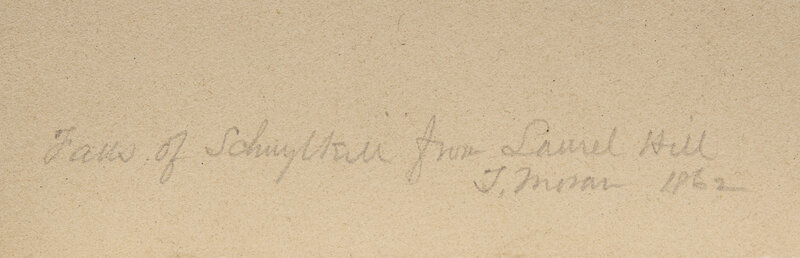 Falls of Schuylkill from Laurel Hill
J. Moran 1862